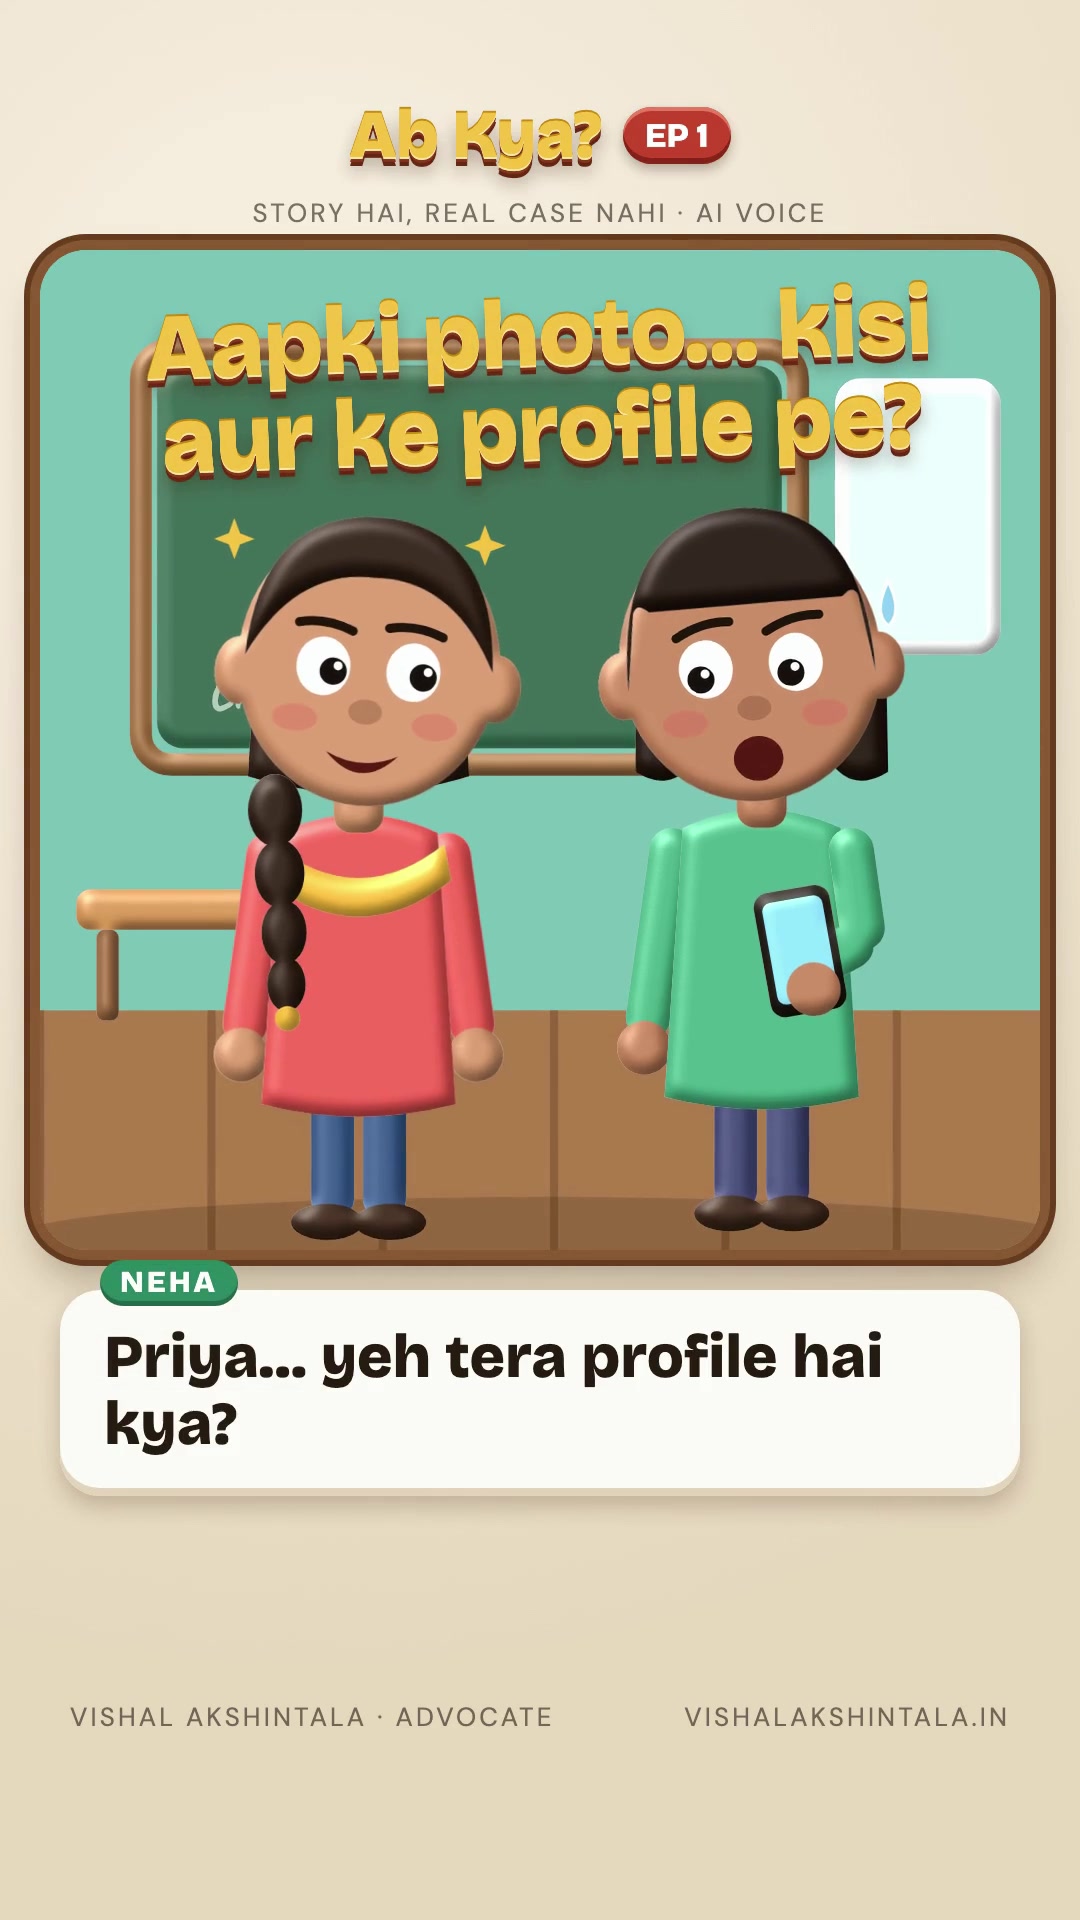 Ab Kya? EP 1
STORY HAI, REAL CASE NAHI · AI VOICE
Aapki photo... kisi
aur ke profile pe?
NEHA
Priya... yeh tera profile hai
kya?
VISHAL AKSHINTALA · ADVOCATE
VISHALAKSHINTALA.IN